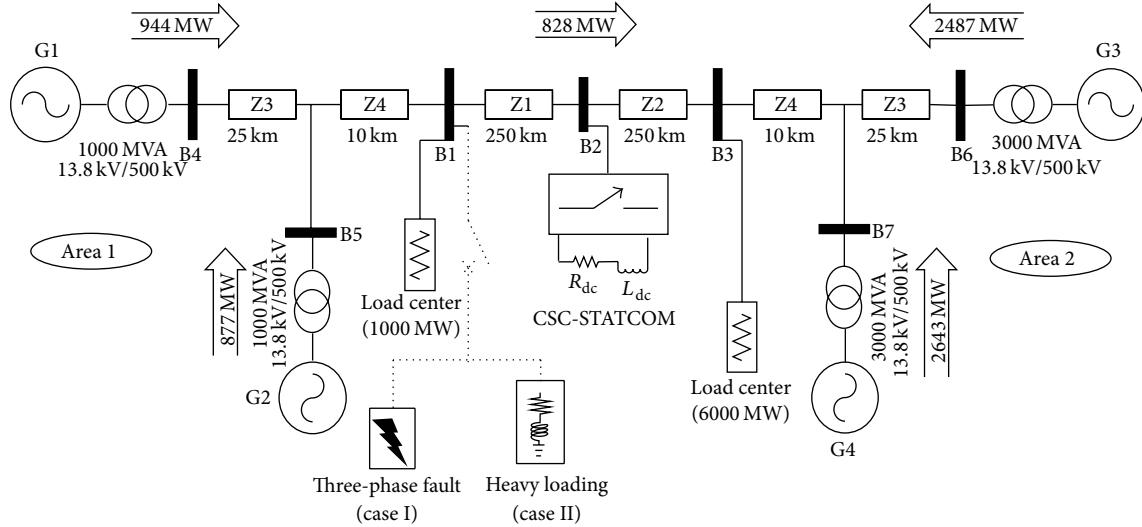 944 MW
828 MW
2487 MW
G1
G3
Z3
Z4
Z1
Z2
Z4
Z3
25 km
10 km
250 km
250 km
10 km
25 km
B4
B1
B2
B3
B6
1000 MVA
13.8 kV/500 kV
3000 MVA
13.8 kV/500 kV
Area 1
B5
B7
Area 2
877 MW
1000 MVA
13.8 kV/500 kV
Rdc
Ldc
CSC-STATCOM
Load center
(1000 MW)
3000 MVA
13.8 kV/500 kV
2643 MW
Load center
(6000 MW)
G2
G4
Three-phase fault
(case I)
Heavy loading
(case II)